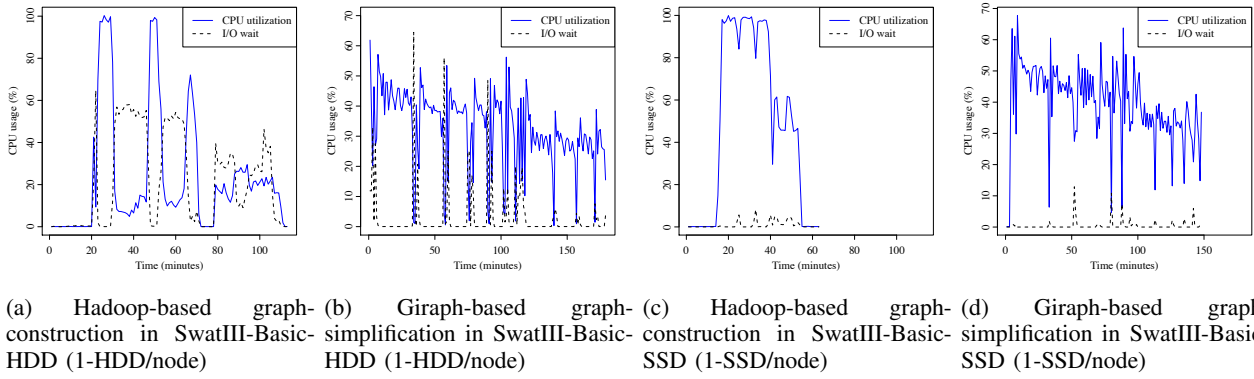 CPU utilization
I/O wait
CPU usage (%)
0 20 40 60 80 100
0 20 40 60 80 100
Time (minutes)
CPU utilization
I/O wait
CPU usage (%)
0 10 20 30 40 50 60 70
0 50 100 150
Time (minutes)
CPU utilization
I/O wait
CPU usage (%)
0 20 40 60 80 100
0 20 40 60 80 100
Time (minutes)
CPU utilization
I/O wait
CPU usage (%)
0 10 20 30 40 50 60 70
0 50 100 150
Time (minutes)
(a) Hadoop-based graph-
construction in SwatIII-Basic-
HDD (1-HDD/node)
(b) Giraph-based graph-
simplification in SwatIII-Basic-
HDD (1-HDD/node)
(c) Hadoop-based graph-
construction in SwatIII-Basic-
SSD (1-SSD/node)
(d) Giraph-based graph
simplification in SwatIII-Basic
SSD (1-SSD/node)